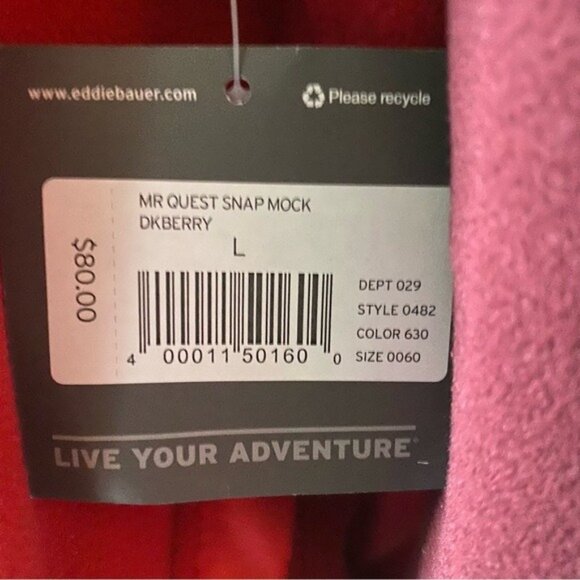 www.eddiebauer.com
Please recycle
MR QUEST SNAP MOCK
DKBERRY
L
$80.00
DEPT 029
STYLE 0482
COLOR 630
SIZE 0060
4 00011 50160 0
LIVE YOUR ADVENTURE®